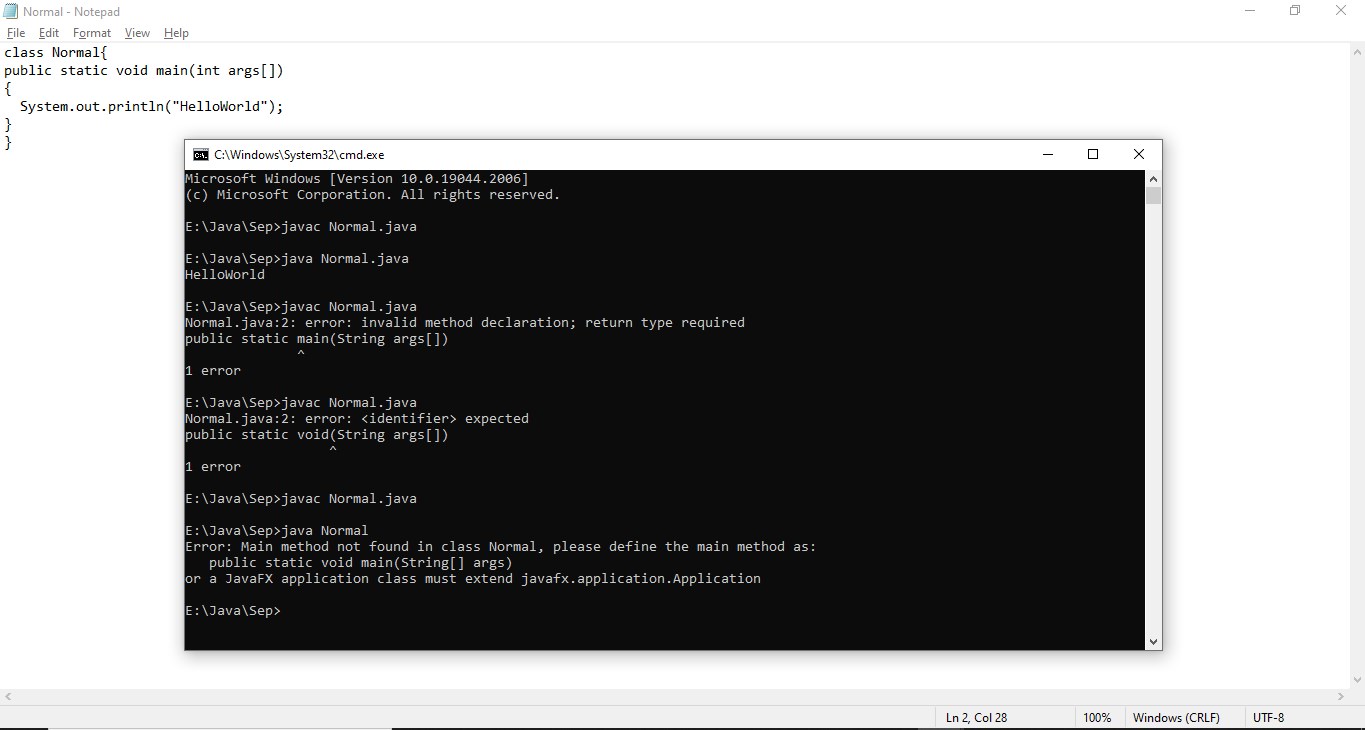 Normal - Notepad
File Edit Format View Help
class Normal{
public static void main(int args[])
{
  System.out.println("HelloWorld");
}
}
C:\Windows\System32\cmd.exe
Microsoft Windows [Version 10.0.19044.2006]
(c) Microsoft Corporation. All rights reserved.
E:\Java\Sep>javac Normal.java
E:\Java\Sep>java Normal.java
HelloWorld
E:\Java\Sep>javac Normal.java
Normal.java:2: error: invalid method declaration; return type required
public static main(String args[])
^
1 error
E:\Java\Sep>javac Normal.java
Normal.java:2: error: <identifier> expected
public static void(String args[])
^
1 error
E:\Java\Sep>javac Normal.java
E:\Java\Sep>java Normal
Error: Main method not found in class Normal, please define the main method as:
   public static void main(String[] args)
or a JavaFX application class must extend javafx.application.Application
E:\Java\Sep>
Ln 2, Col 28 100% Windows (CRLF) UTF-8